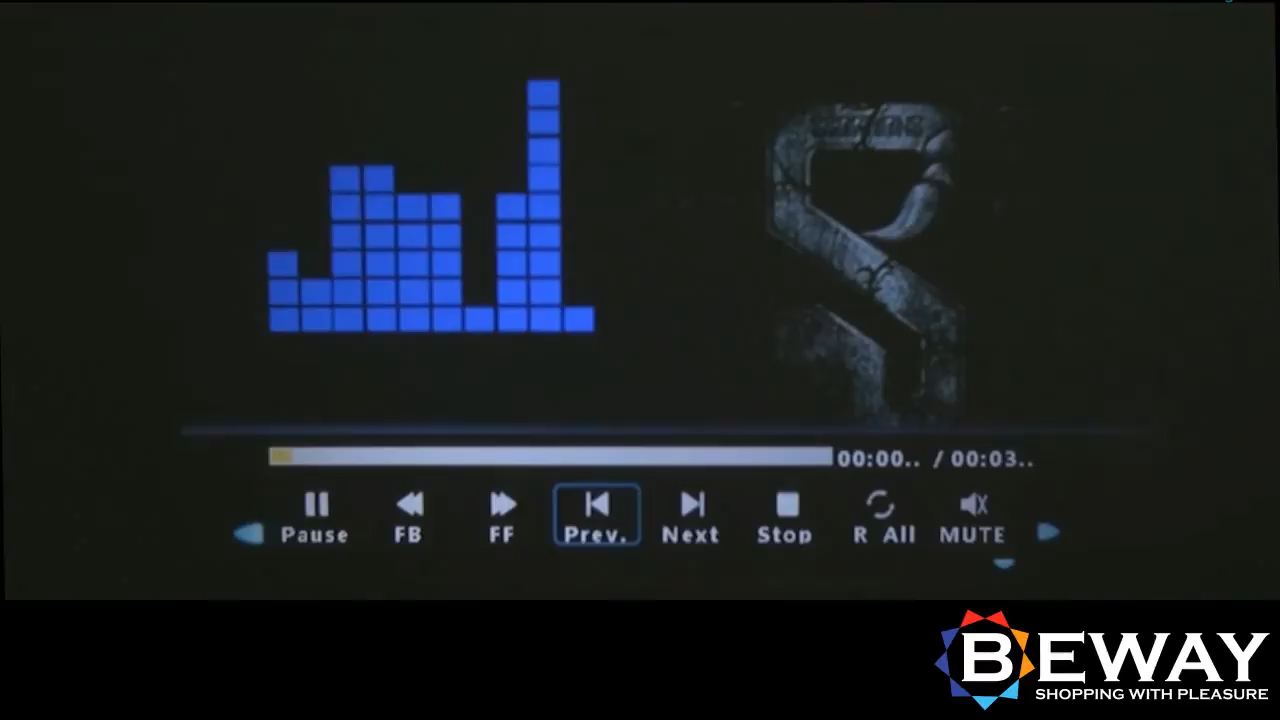 00:00.. / 00:03..
Pause FB FF Prev. Next Stop R All MUTE
BEWAY
SHOPPING WITH PLEASURE